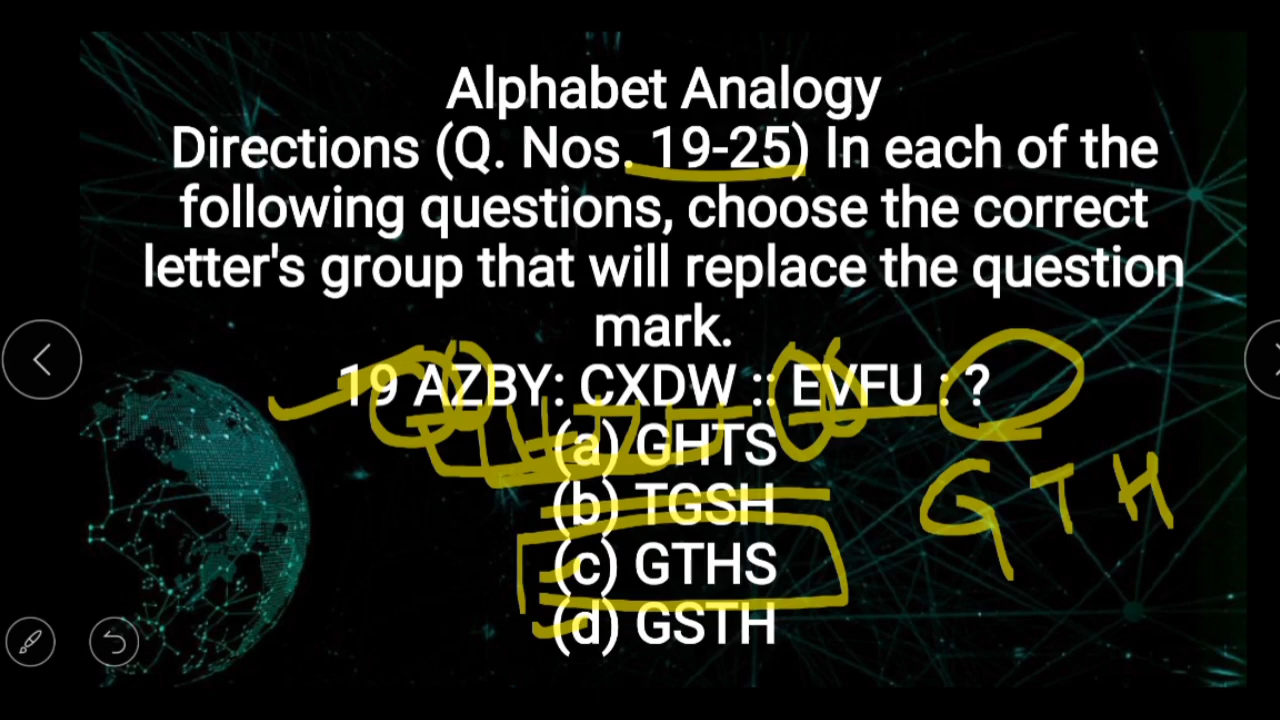 Alphabet Analogy
Directions (Q. Nos. 19-25) In each of the
following questions, choose the correct
letter's group that will replace the question
mark.
19 AZBY: CXDW :: EVFU : ?
(a) GHTS
(b) TGSH
(c) GTHS
(d) GSTH
G T H